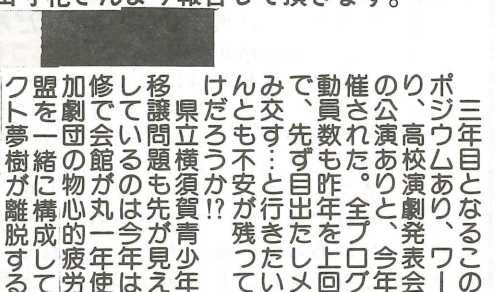 り報告して頂きます。
三年目となるこの
ポジウムあり、ワー
り、高校演劇発表会
の公演ありと、今年
催された。全プログ
動員数も昨年を上回
で、先ず目出たしメ
み交す…と行きたい
んとも不安が残って
けだろうか!?
県立横須賀青少年
移譲問題も先が見え
しているのは今年は
修で会館が丸一年使
加劇団の物心的疲労
盟を一緒に構成して
クト夢樹が離脱する